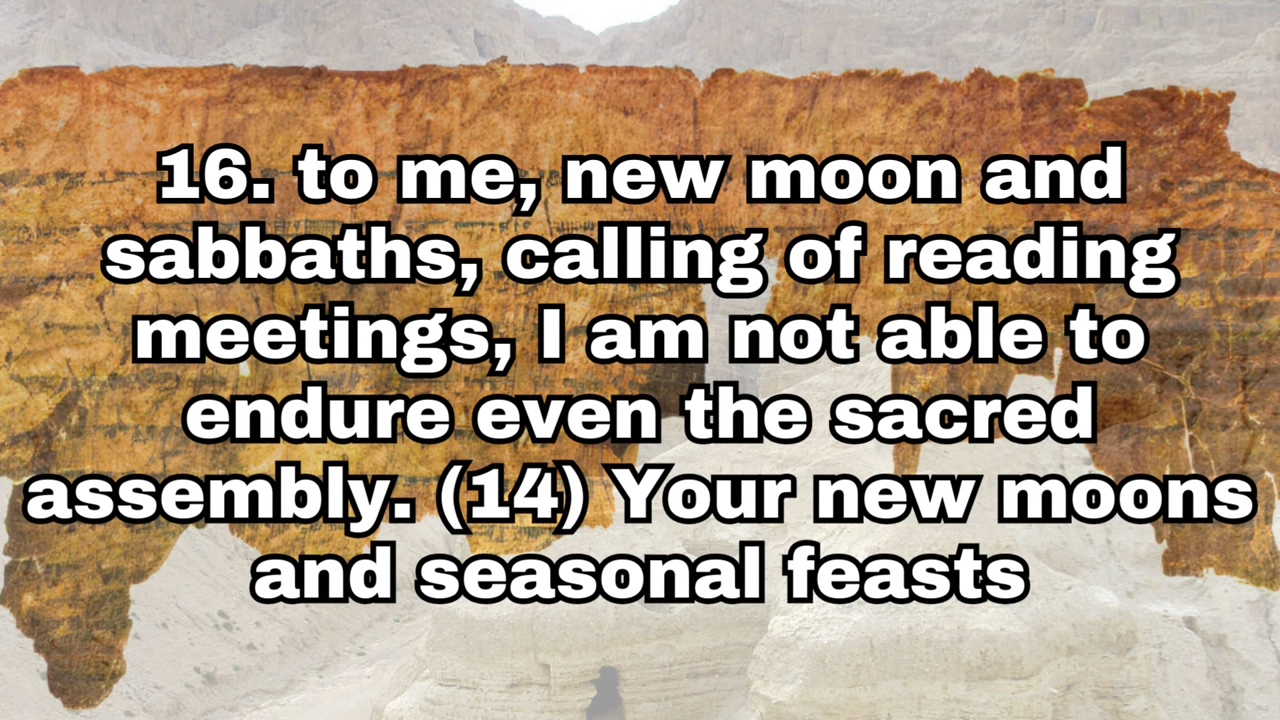 16. to me, new moon and
sabbaths, calling of reading
meetings, I am not able to
endure even the sacred
assembly. (14) Your new moons
and seasonal feasts